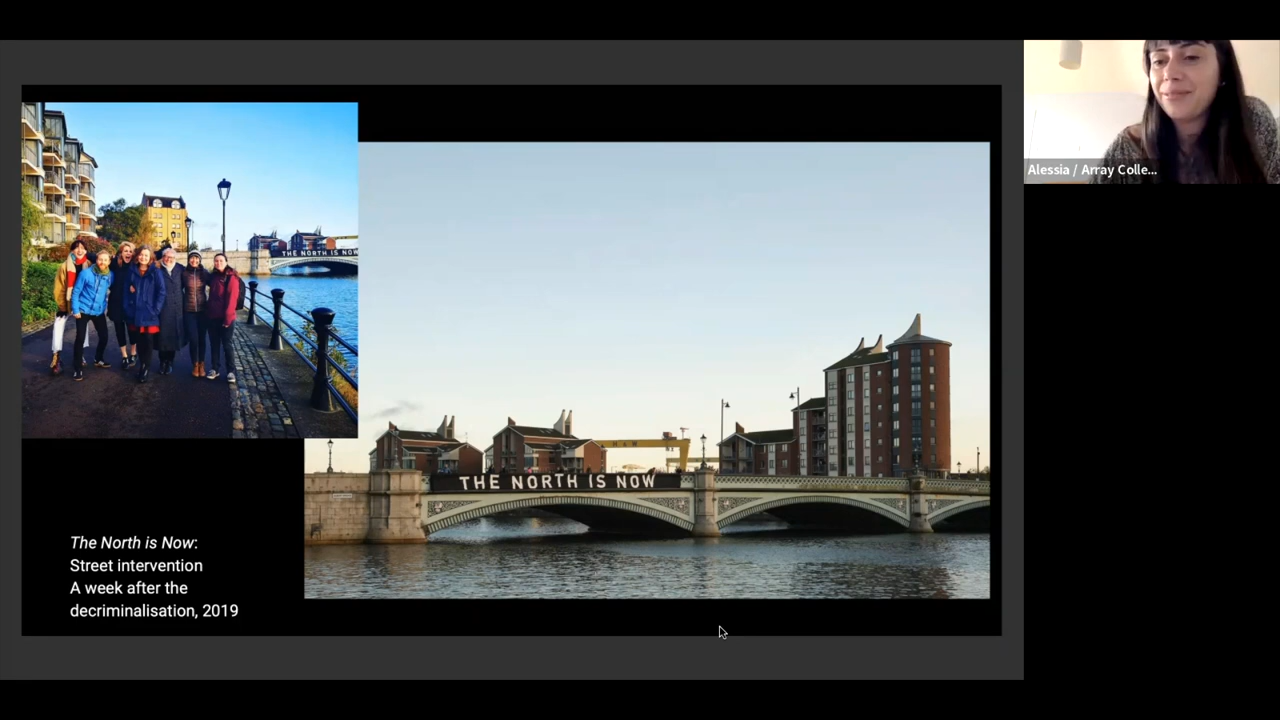 THE NORTH IS NOW
THE NORTH IS NOW
The North is Now:
Street intervention
A week after the
decriminalisation, 2019
Alessia / Array Colle...